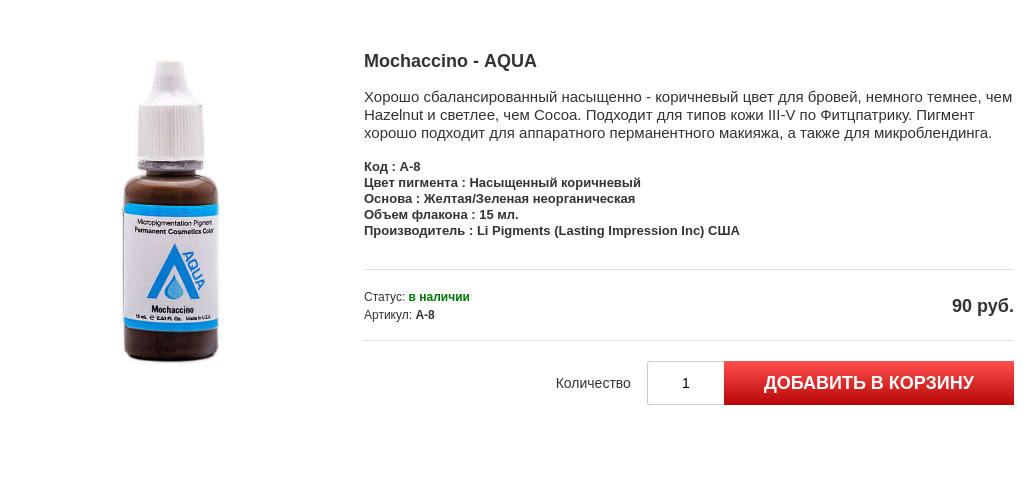 Mochaccino - AQUA
Хорошо сбалансированный насыщенно - коричневый цвет для бровей, немного темнее, чем
Hazelnut и светлее, чем Cocoa. Подходит для типов кожи III-V по Фитцпатрику. Пигмент
хорошо подходит для аппаратного перманентного макияжа, а также для микроблендинга.
Код : A-8
Цвет пигмента : Насыщенный коричневый
Основа : Желтая/Зеленая неорганическая
Объем флакона : 15 мл.
Производитель : Li Pigments (Lasting Impression Inc) США
Статус: в наличии
Артикул: A-8
90 руб.
Количество
1
ДОБАВИТЬ В КОРЗИНУ
Micropigmentation Pigment
Permanent Cosmetics Color
AQUA
Mochaccino
15 mL ℮ 0.50 Fl. Oz. Made in U.S.A.